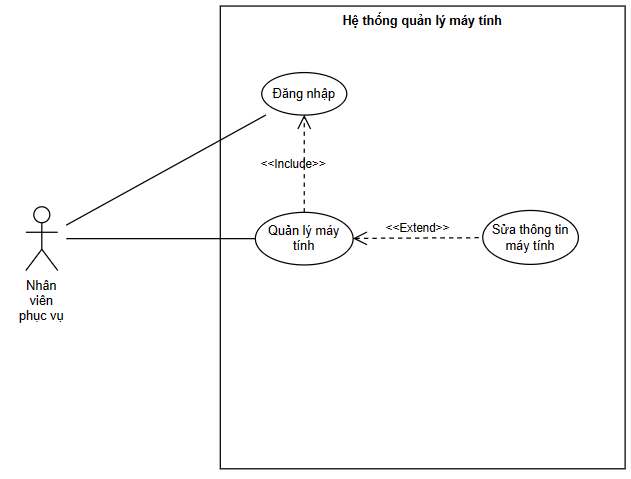 Hệ thống quản lý máy tính
Đăng nhập
<<Include>>
Quản lý máy
tính
<<Extend>>
Sửa thông tin
máy tính
Nhân
viên
phục vụ